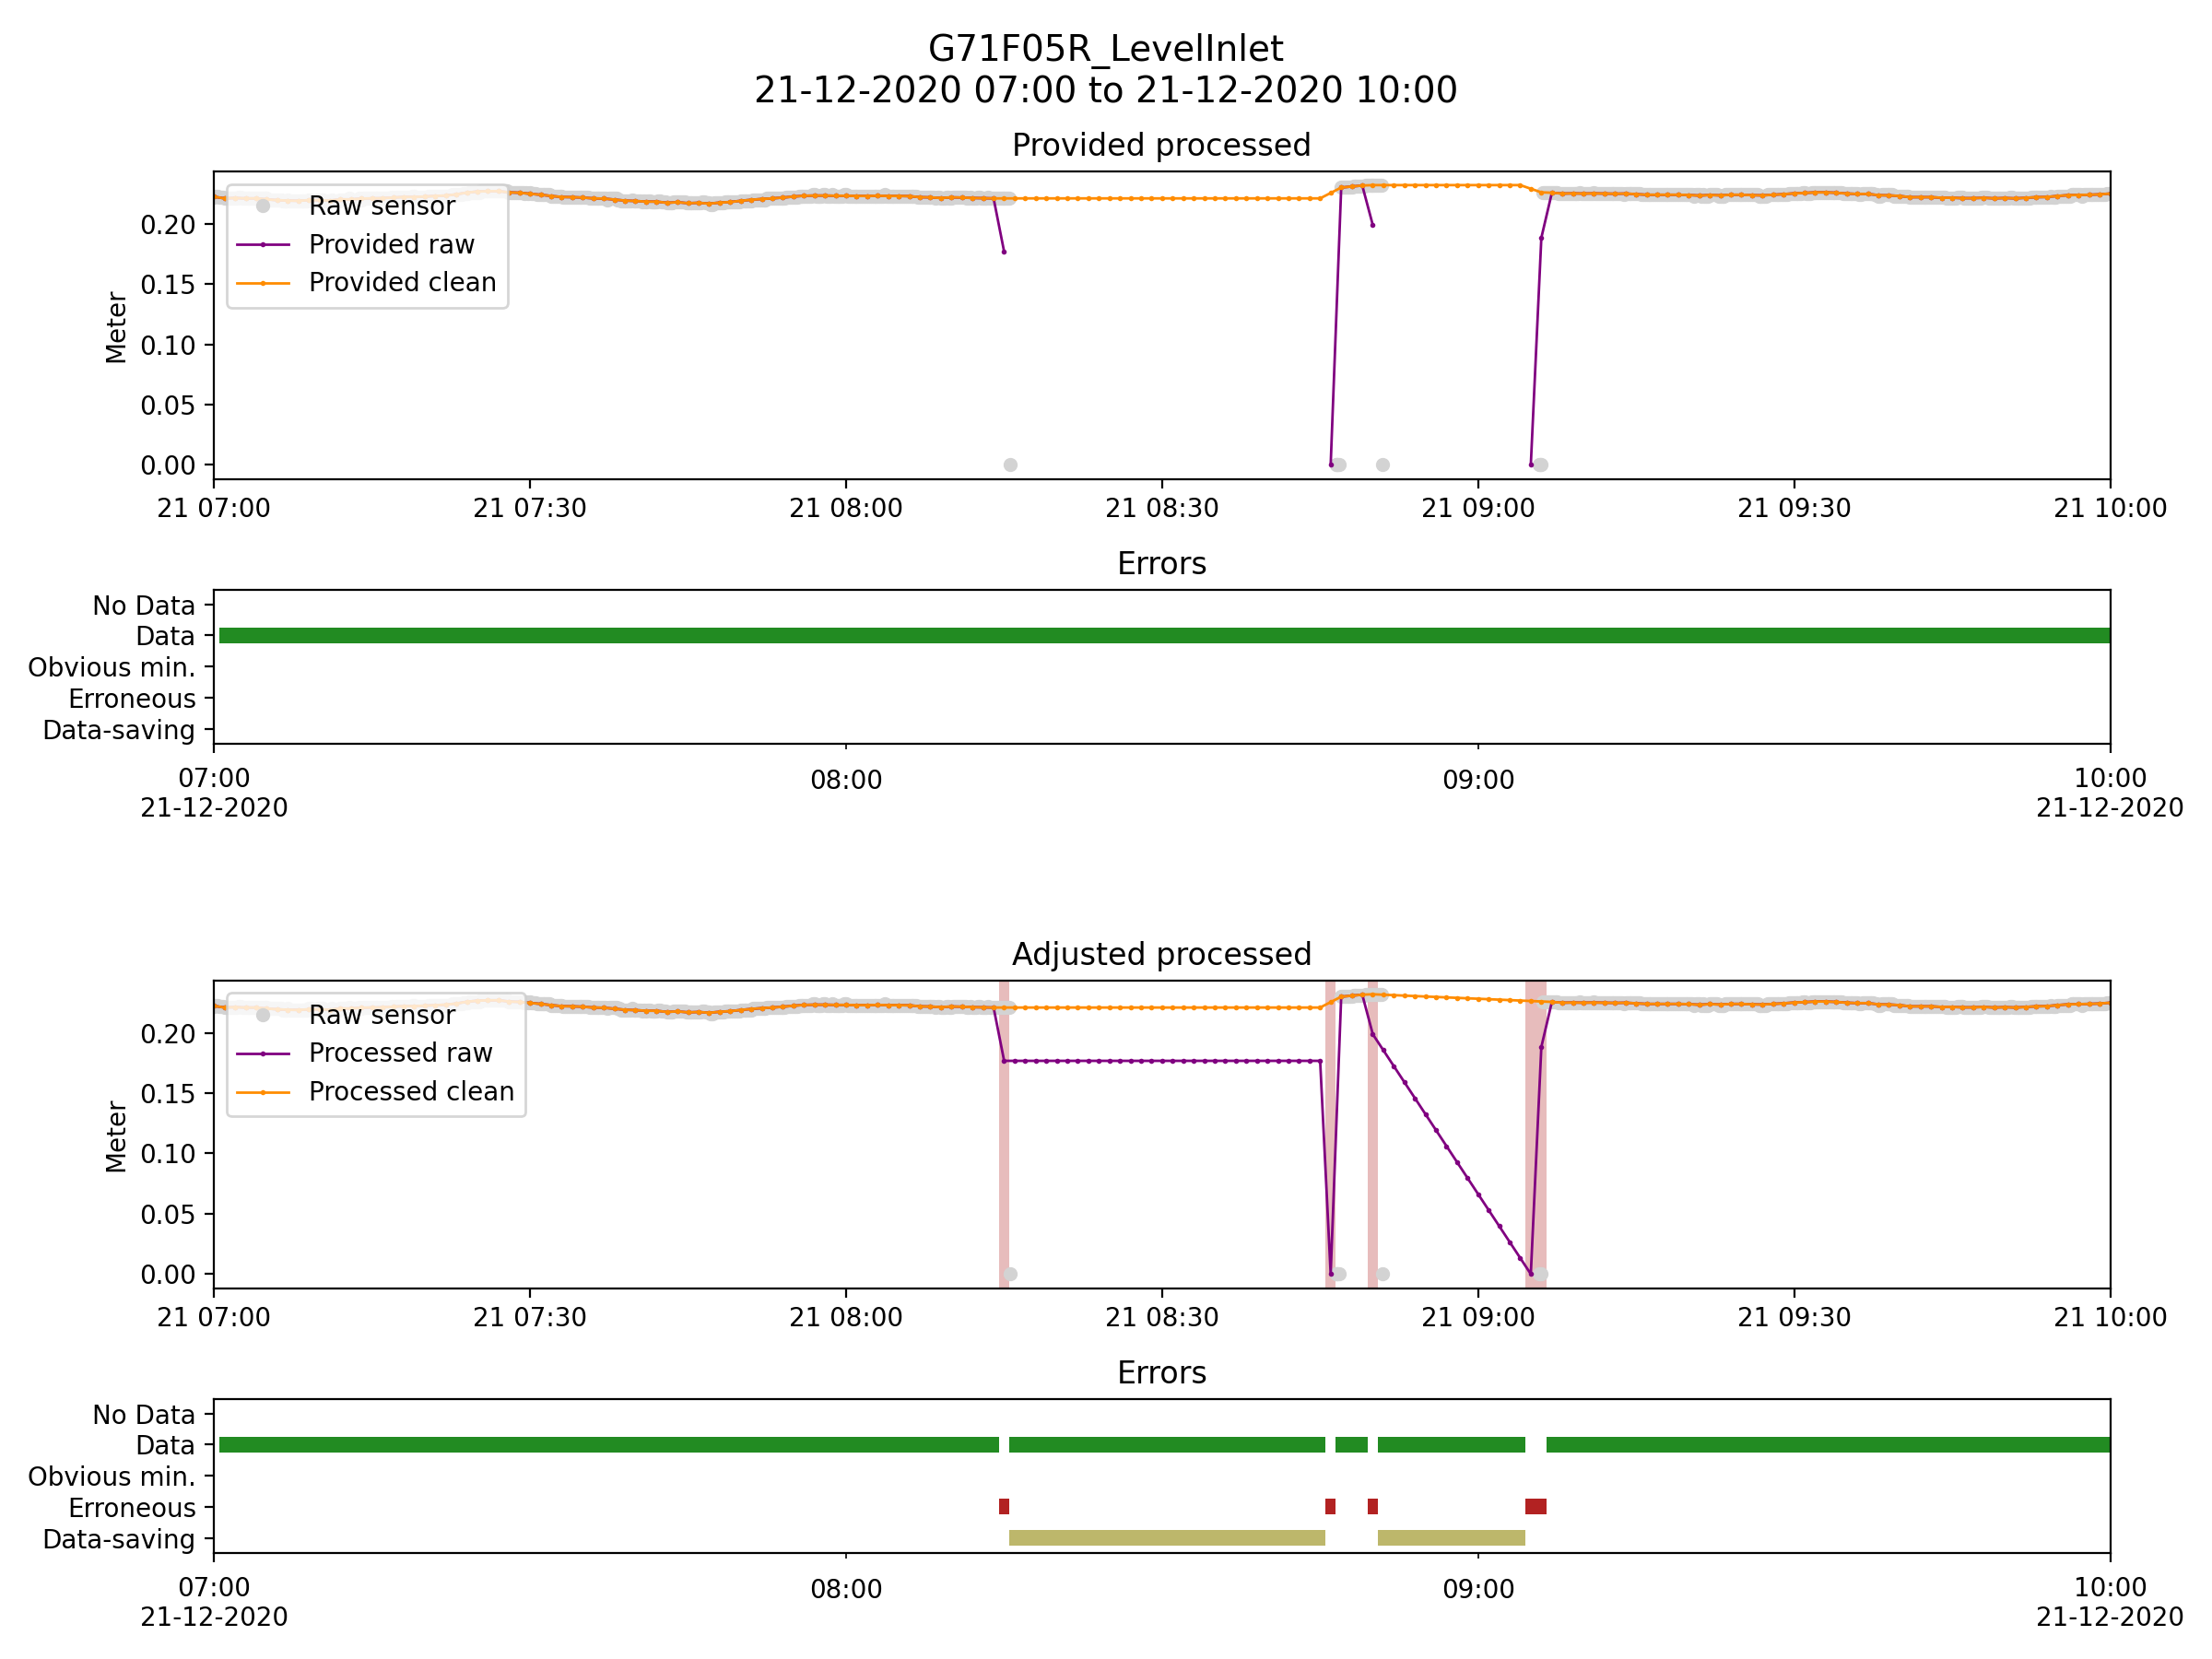 G71F05R_LevelInlet
21-12-2020 07:00 to 21-12-2020 10:00
Provided processed
Meter
0.20
0.15
0.10
0.05
0.00
Raw sensor
Provided raw
Provided clean
21 07:00 21 07:30 21 08:00 21 08:30 21 09:00 21 09:30 21 10:00
Errors
No Data
Data
Obvious min.
Erroneous
Data-saving
07:00 08:00 09:00 10:00
21-12-2020 21-12-2020
Adjusted processed
Meter
0.20
0.15
0.10
0.05
0.00
Raw sensor
Processed raw
Processed clean
21 07:00 21 07:30 21 08:00 21 08:30 21 09:00 21 09:30 21 10:00
Errors
No Data
Data
Obvious min.
Erroneous
Data-saving
07:00 08:00 09:00 10:00
21-12-2020 21-12-2020